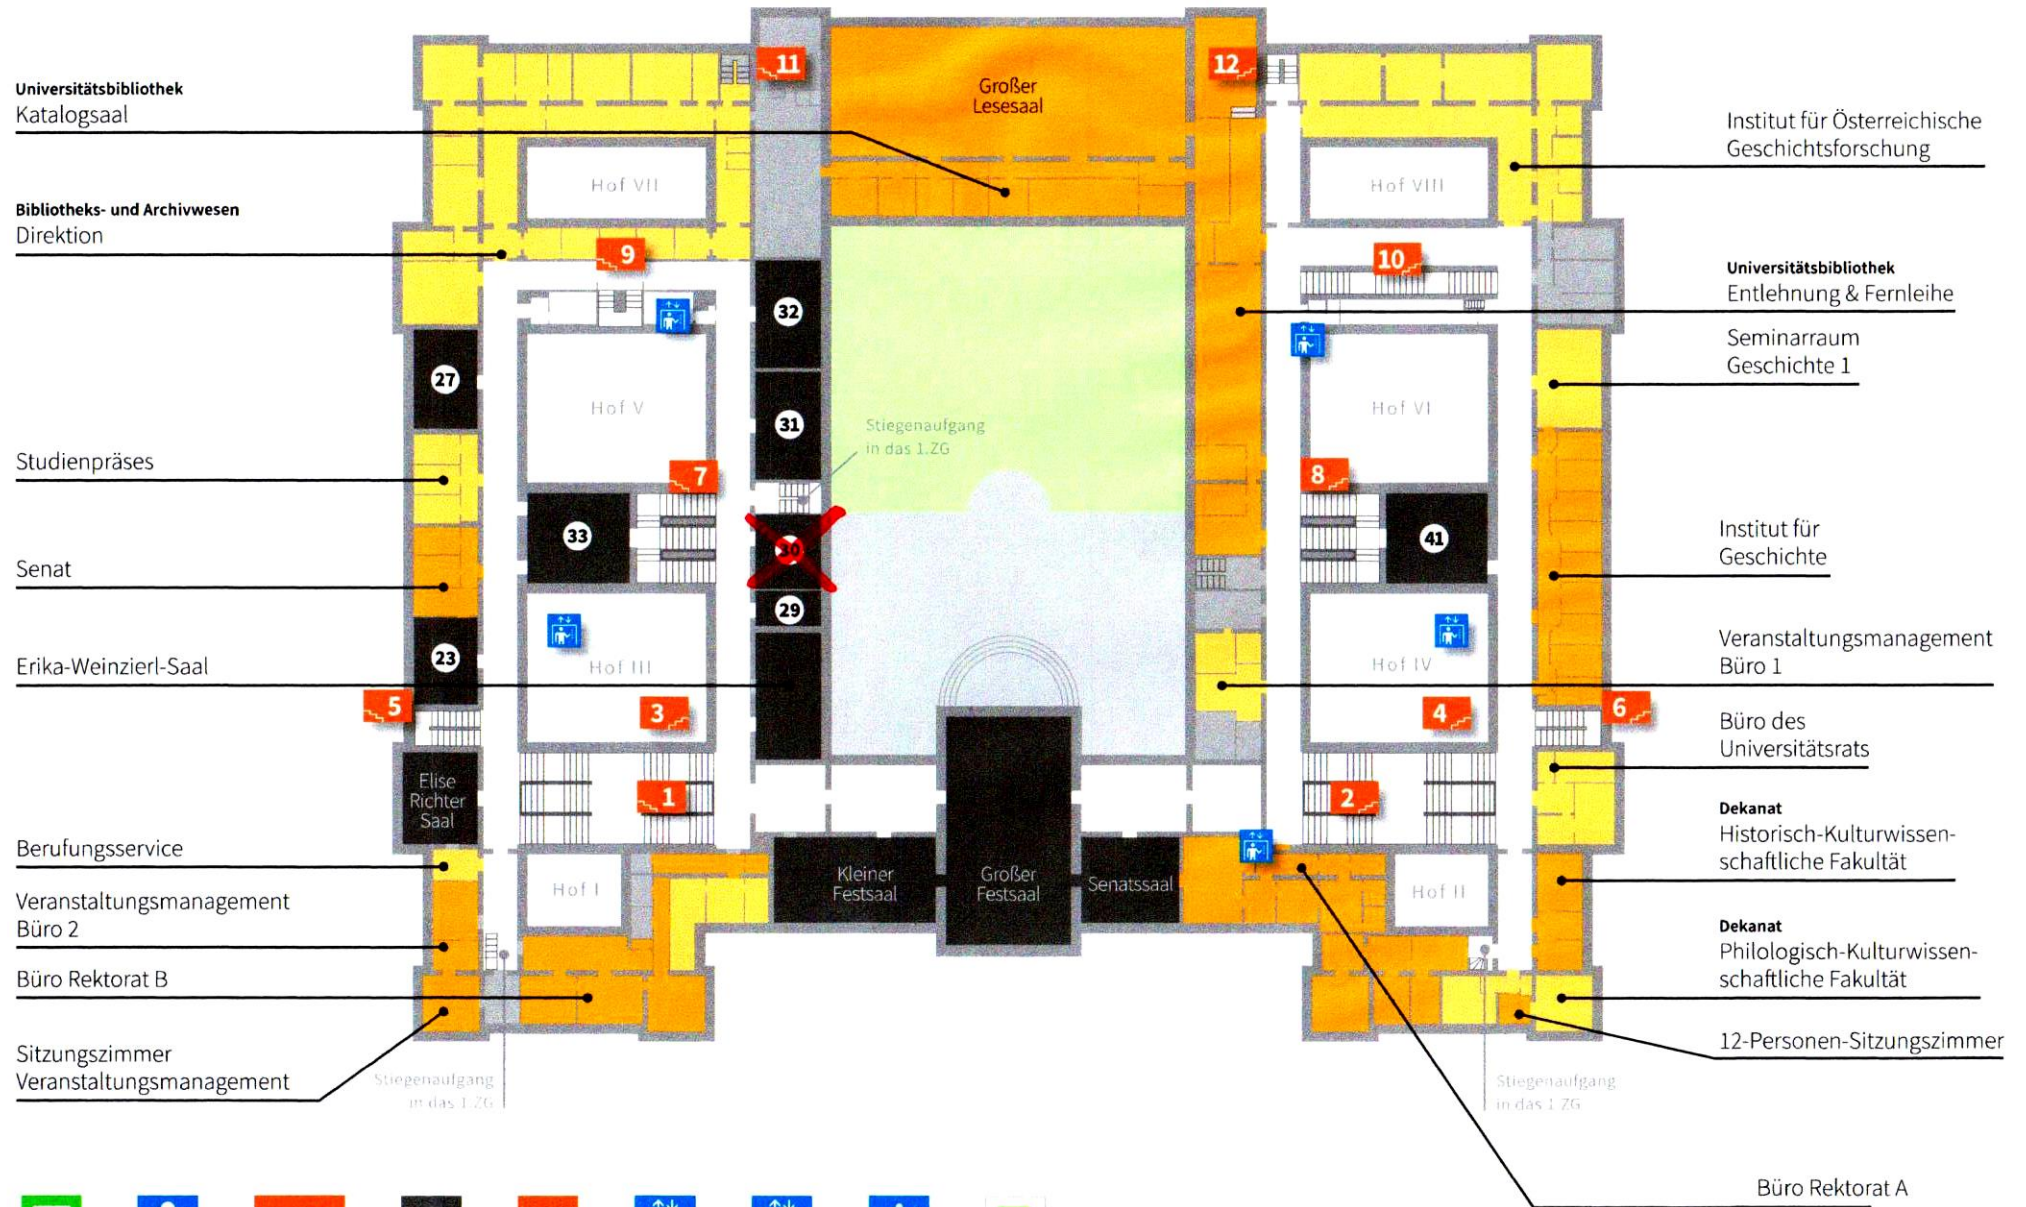 Universitätsbibliothek
Katalogsaal
Bibliotheks- und Archivwesen
Direktion
Studienpräses
Senat
Erika-Weinzierl-Saal
Berufungsservice
Veranstaltungsmanagement
Büro 2
Büro Rektorat B
Sitzungszimmer
Veranstaltungsmanagement
11
12
Großer
Lesesaal
Hof VII
Hof VIII
9
10
32
27
31
Hof V
Hof VI
Stiegenaufgang
in das 1.ZG
7
8
33
30
41
29
23
Hof III
Hof IV
5
3
4
6
Elise
Richter
Saal
1
2
Hof I
Kleiner
Festsaal
Großer
Festsaal
Senatssaal
Hof II
Stiegenaufgang
in das 1.ZG
Stiegenaufgang
in das 1.ZG
Institut für Österreichische
Geschichtsforschung
Universitätsbibliothek
Entlehnung & Fernleihe
Seminarraum
Geschichte 1
Institut für
Geschichte
Veranstaltungsmanagement
Büro 1
Büro des
Universitätsrats
Dekanat
Historisch-Kulturwissen-
schaftliche Fakultät
Dekanat
Philologisch-Kulturwissen-
schaftliche Fakultät
12-Personen-Sitzungszimmer
Büro Rektorat A